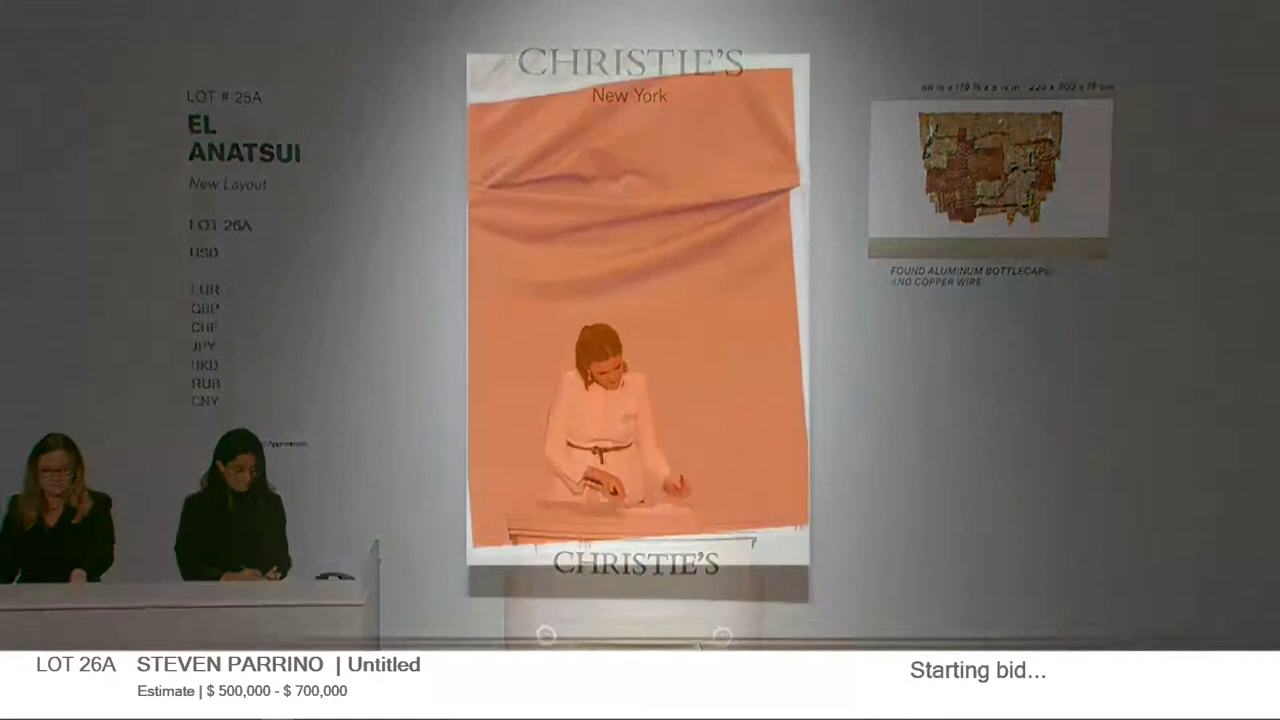 CHRISTIE'S
New York
LOT # 25A
EL
ANATSUI
New Layout
LOT 26A
USD
EUR
GBP
CHF
JPY
HKD
RUB
CNY
FOUND ALUMINUM BOTTLECAPS
AND COPPER WIRE
CHRISTIE'S
LOT 26A STEVEN PARRINO | Untitled
Estimate | $ 500,000 - $ 700,000
Starting bid...